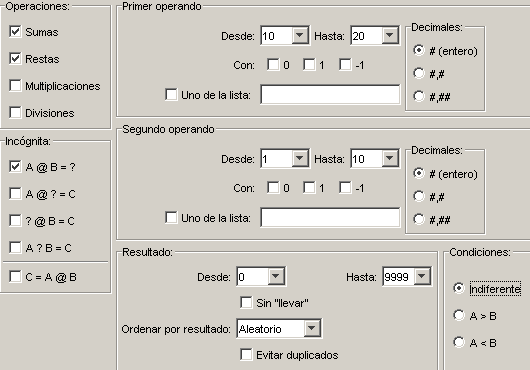 Operaciones:
Sumas
Restas
Multiplicaciones
Divisiones
Incógnita:
A @ B = ?
A @ ? = C
? @ B = C
A ? B = C
C = A @ B
Primer operando
Desde: 10 Hasta: 20
Con: 0 1 -1
Uno de la lista:
Decimales:
# (entero)
#,#
#,##
Segundo operando
Desde: 1 Hasta: 10
Con: 0 1 -1
Uno de la lista:
Decimales:
# (entero)
#,#
#,##
Resultado:
Desde: 0 Hasta: 9999
Sin "llevar"
Ordenar por resultado: Aleatorio
Evitar duplicados
Condiciones:
Indiferente
A > B
A < B